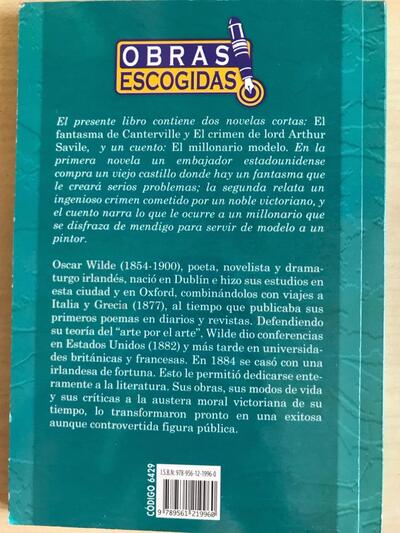 OBRAS
ESCOGIDAS
El presente libro contiene dos novelas cortas: El
fantasma de Canterville y El crimen de lord Arthur
Savile, y un cuento: El millonario modelo. En la
primera novela un embajador estadounidense
compra un viejo castillo donde hay un fantasma que
le creará serios problemas; la segunda relata un
ingenioso crimen cometido por un noble victoriano, y
el cuento narra lo que le ocurre a un millonario que
se disfraza de mendigo para servir de modelo a un
pintor.
Oscar Wilde (1854-1900), poeta, novelista y drama-
turgo irlandés, nació en Dublín e hizo sus estudios en
esta ciudad y en Oxford, combinándolos con viajes a
Italia y Grecia (1877), al tiempo que publicaba sus
primeros poemas en diarios y revistas. Defendiendo
su teoría del "arte por el arte", Wilde dio conferencias
en Estados Unidos (1882) y más tarde en universida-
des británicas y francesas. En 1884 se casó con una
irlandesa de fortuna. Esto le permitió dedicarse ente-
ramente a la literatura. Sus obras, sus modos de vida
y sus críticas a la austera moral victoriana de su
tiempo, lo transformaron pronto en una exitosa
aunque controvertida figura pública.
CÓDIGO 6429
I.S.B.N: 978-956-12-1996-0
9 789561 219960